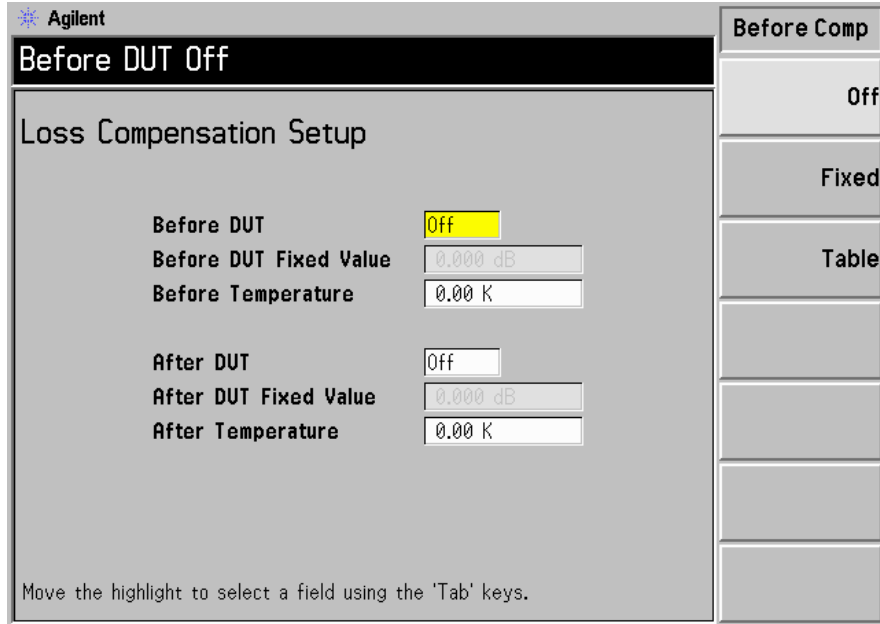 Agilent
Before DUT Off
Loss Compensation Setup
Before DUT Off
Before DUT Fixed Value 0.000 dB
Before Temperature 0.00 K
After DUT Off
After DUT Fixed Value 0.000 dB
After Temperature 0.00 K
Move the highlight to select a field using the 'Tab' keys.
Before Comp
Off
Fixed
Table